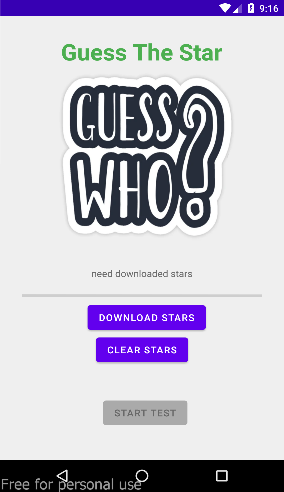 9:16
Guess The Star
GUESS
WHO?
need downloaded stars
DOWNLOAD STARS
CLEAR STARS
START TEST
Free for personal use